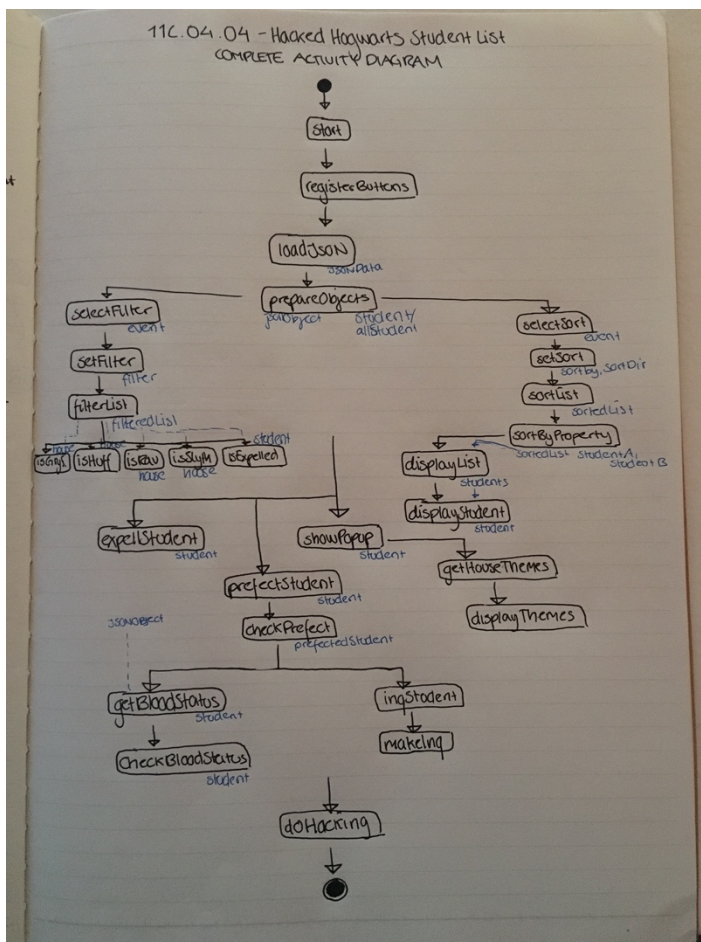 11C.04.04 - Hacked Hogwarts Student List
COMPLETE ACTIVITY DIAGRAM
Start
registerButtons
loadJSON
JSONData
prepareObjects
jsonObject
student/
allStudent
selectFilter
event
setFilter
filter
filterList
filteredList
selectSort
event
setSort
sortby, sortDir
sortList
sortedList
sortByProperty
sortedList studentA,
studentB
house
house
student
isGryf
isHuff
isRav
isSlyM
isExpelled
house
house
displayList
students
displayStudent
student
expellStudent
student
showPopup
student
getHouseThemes
displayThemes
prefectStudent
student
checkPrefect
prefectedStudent
JSONObject
getBloodStatus
student
checkBloodStatus
student
inqStudent
makeInq
doHacking